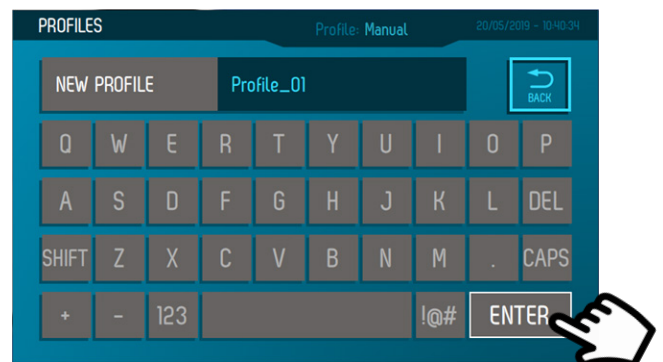 PROFILES Profile: Manual 20/05/2019 - 10:40:34
NEW PROFILE Profile_01 BACK
Q W E R T Y U I O P
A S D F G H J K L DEL
SHIFT Z X C V B N M . CAPS
+ - 123 !@# ENTER